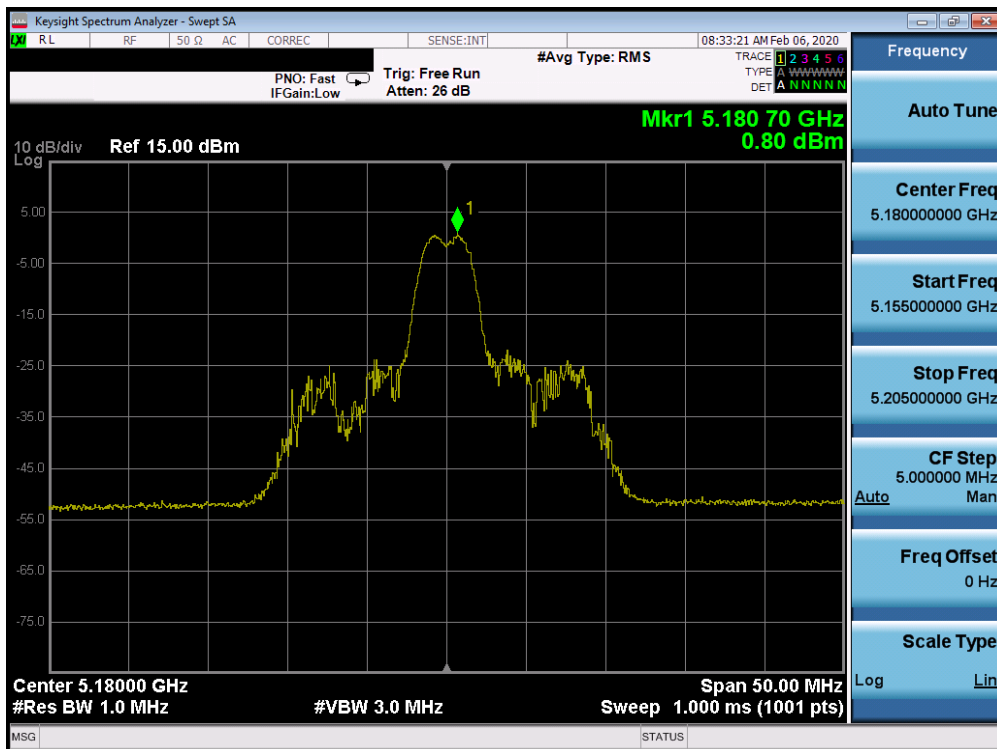 Keysight Spectrum Analyzer - Swept SA
LXI RL RF 50 Ω AC CORREC SENSE:INT 08:33:21 AM Feb 06, 2020
#Avg Type: RMS
TRACE 1 2 3 4 5 6
PNO: Fast Trig: Free Run TYPE A WWWWW
IFGain:Low Atten: 26 dB DET A N N N N N
Mkr1 5.180 70 GHz
0.80 dBm
10 dB/div Ref 15.00 dBm
Log
1
5.00
-5.00
-15.0
-25.0
-35.0
-45.0
-55.0
-65.0
-75.0
Center 5.18000 GHz Span 50.00 MHz
#Res BW 1.0 MHz #VBW 3.0 MHz Sweep 1.000 ms (1001 pts)
MSG STATUS
Frequency
Auto Tune
Center Freq
5.180000000 GHz
Start Freq
5.155000000 GHz
Stop Freq
5.205000000 GHz
CF Step
5.000000 MHz
Auto Man
Freq Offset
0 Hz
Scale Type
Log Lin